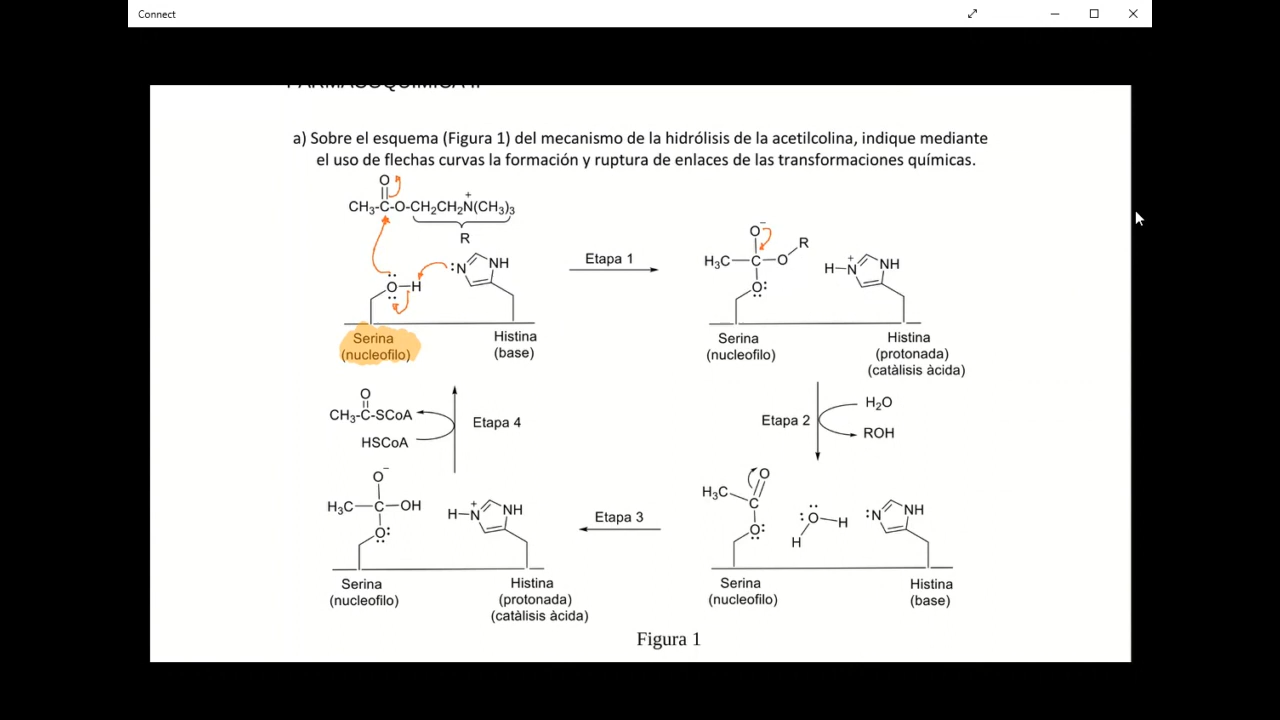 Connect
FARMACOQUÍMICA II
a) Sobre el esquema (Figura 1) del mecanismo de la hidrólisis de la acetilcolina, indique mediante
el uso de flechas curvas la formación y ruptura de enlaces de las transformaciones químicas.
O
CH₃-C-O-CH₂CH₂N(CH₃)₃
+
R
:N NH
O-H
Serina
(nucleofilo)
Histina
(base)
Etapa 1
O⁻
H₃C C O R
O:
H-N⁺ NH
Serina
(nucleofilo)
Histina
(protonada)
(catàlisis àcida)
Etapa 2
H₂O
ROH
O
CH₃-C-SCoA
HSCoA
Etapa 4
O
H₃C C
O:
:O-H
H
:N NH
Serina
(nucleofilo)
Histina
(base)
Etapa 3
O⁻
H₃C-C-OH
O:
H-N⁺ NH
Serina
(nucleofilo)
Histina
(protonada)
(catàlisis àcida)
Figura 1